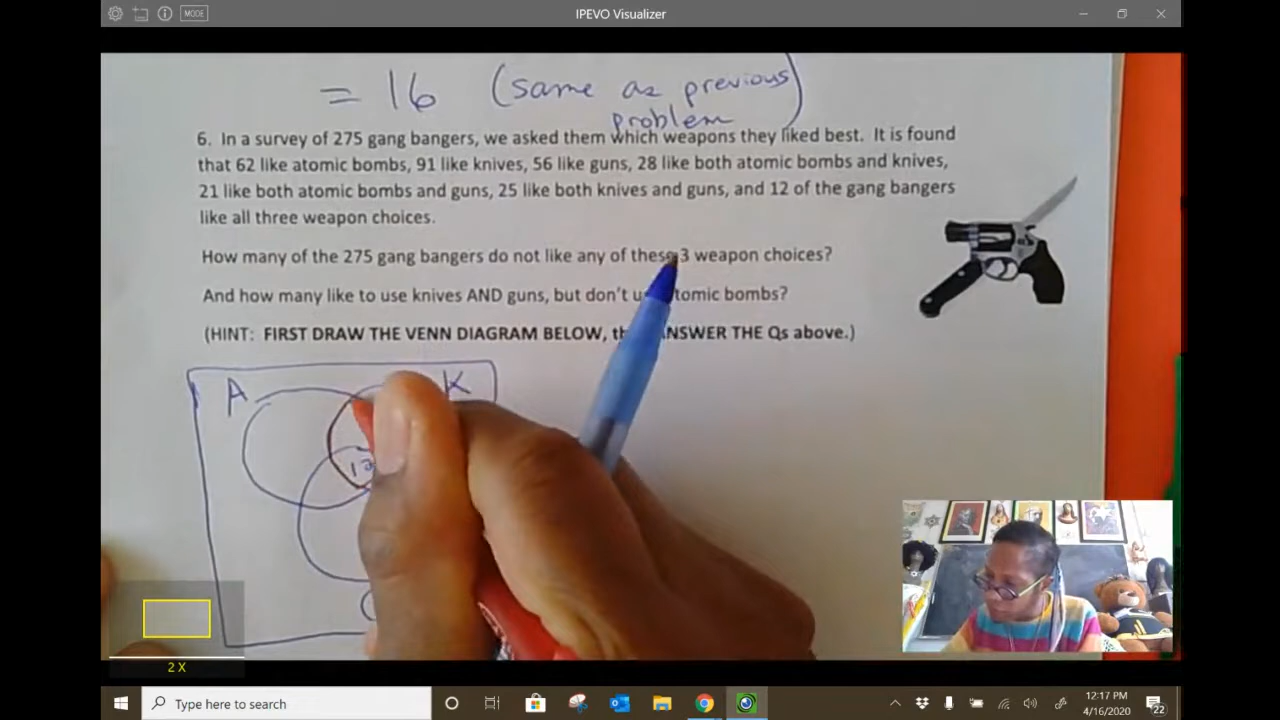 IPEVO Visualizer
MODE
= 16 (same as previous
problem)
6. In a survey of 275 gang bangers, we asked them which weapons they liked best. It is found
that 62 like atomic bombs, 91 like knives, 56 like guns, 28 like both atomic bombs and knives,
21 like both atomic bombs and guns, 25 like both knives and guns, and 12 of the gang bangers
like all three weapon choices.
How many of the 275 gang bangers do not like any of these 3 weapon choices?
And how many like to use knives AND guns, but don't atomic bombs?
(HINT: FIRST DRAW THE VENN DIAGRAM BELOW, ANSWER THE Qs above.)
A K
12
2 X
Type here to search
12:17 PM
4/16/2020
22